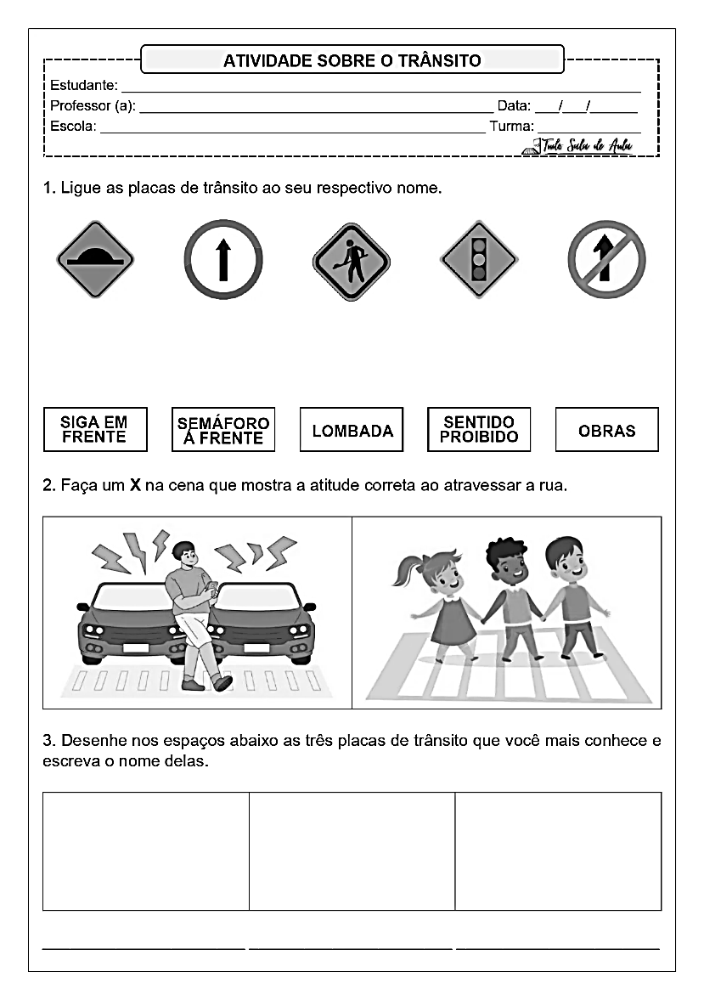 ATIVIDADE SOBRE O TRÂNSITO
Estudante:
Professor (a): Data: / /
Escola: Turma:
Tudo Sala de Aula
1. Ligue as placas de trânsito ao seu respectivo nome.
SIGA EM
FRENTE
SEMÁFORO
À FRENTE
LOMBADA
SENTIDO
PROIBIDO
OBRAS
2. Faça um X na cena que mostra a atitude correta ao atravessar a rua.
3. Desenhe nos espaços abaixo as três placas de trânsito que você mais conhece e
escreva o nome delas.